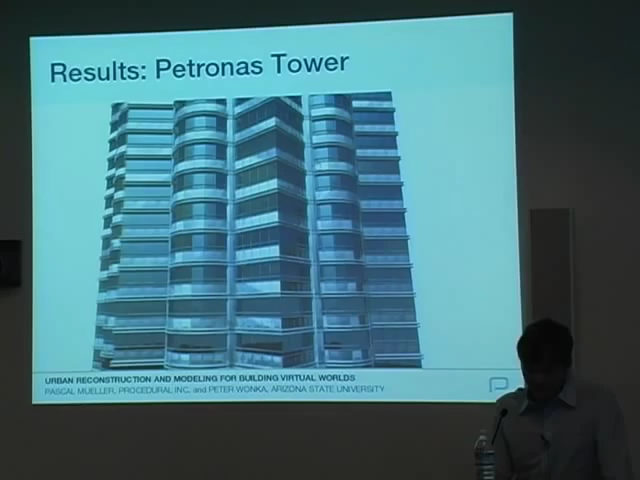 Results: Petronas Tower
URBAN RECONSTRUCTION AND MODELING FOR BUILDING VIRTUAL WORLDS
PASCAL MUELLER, PROCEDURAL INC, and PETER WONKA, ARIZONA STATE UNIVERSITY